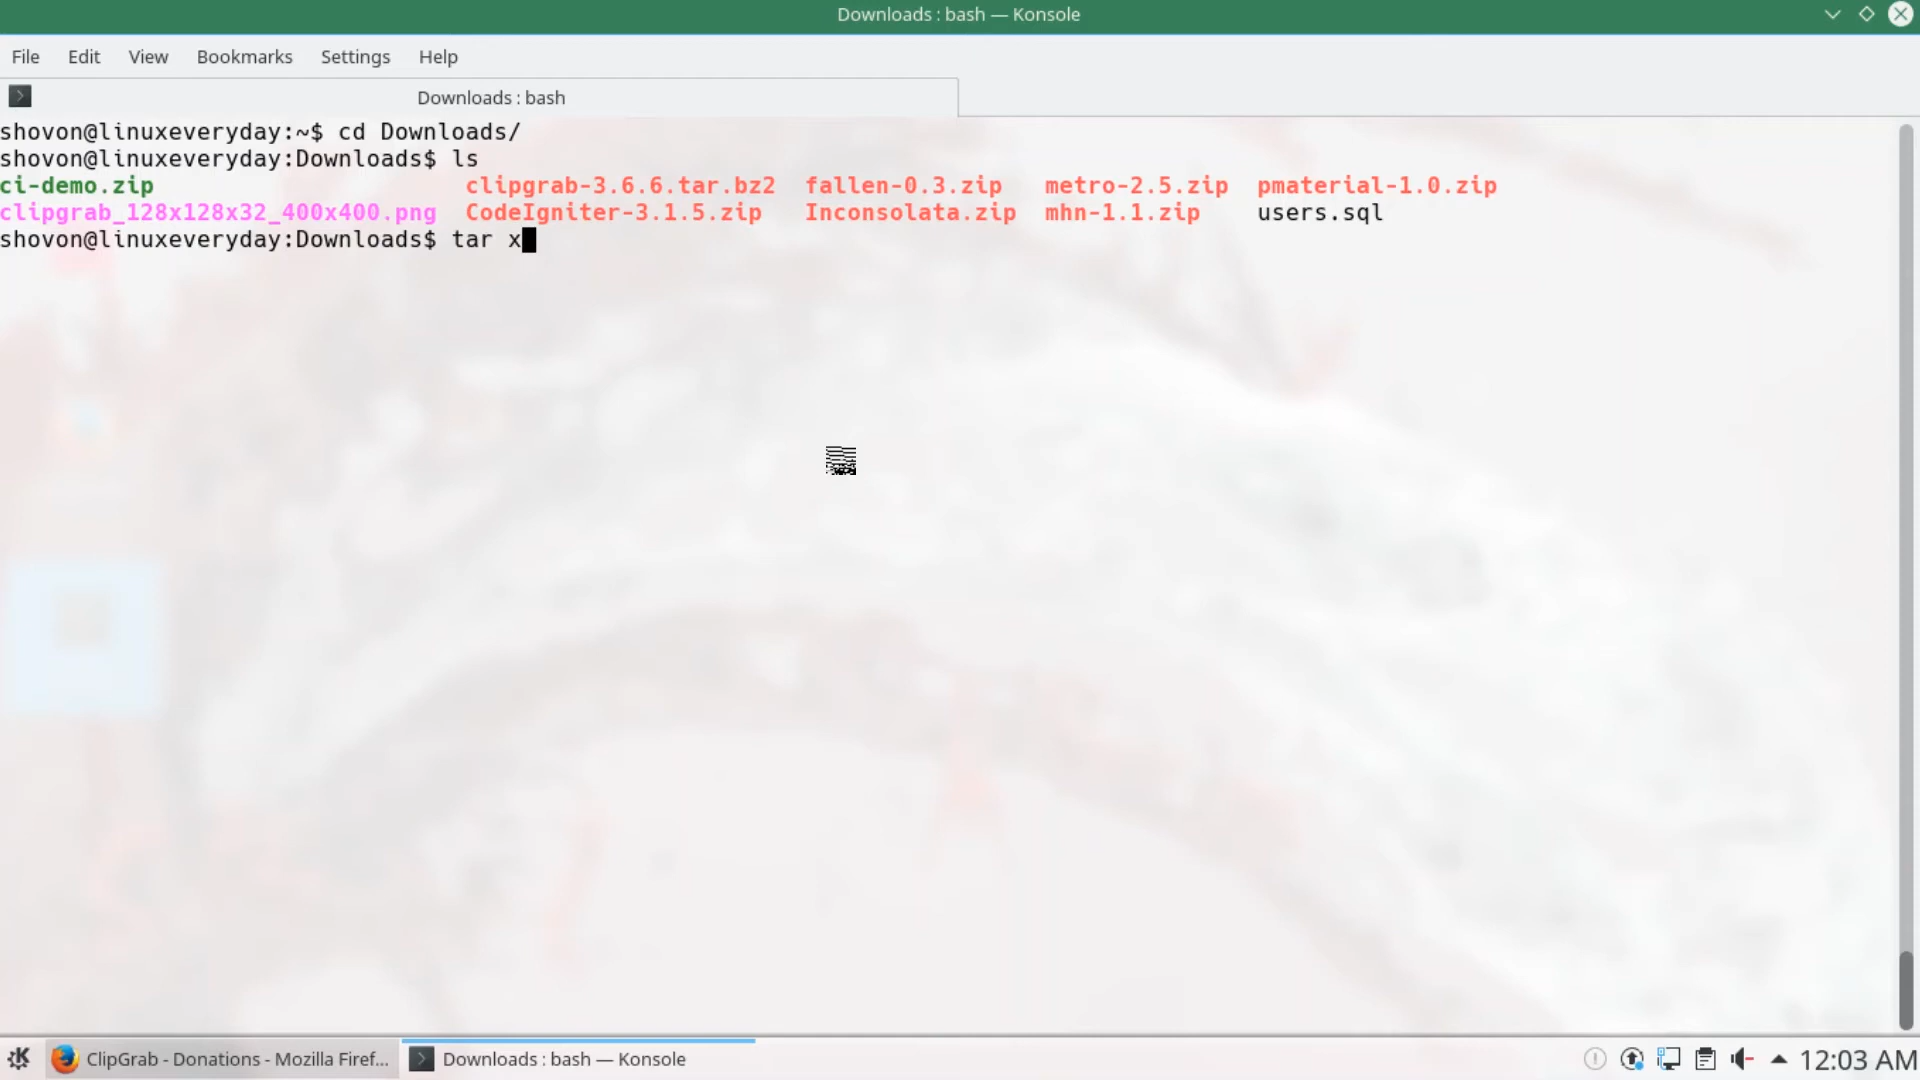 Downloads : bash — Konsole
File Edit View Bookmarks Settings Help
Downloads : bash
shovon@linuxeveryday:~$ cd Downloads/
shovon@linuxeveryday:Downloads$ ls
ci-demo.zip clipgrab-3.6.6.tar.bz2 fallen-0.3.zip metro-2.5.zip pmaterial-1.0.zip
clipgrab_128x128x32_400x400.png CodeIgniter-3.1.5.zip Inconsolata.zip mhn-1.1.zip users.sql
shovon@linuxeveryday:Downloads$ tar x
ClipGrab - Donations - Mozilla Firef... Downloads : bash — Konsole 12:03 AM